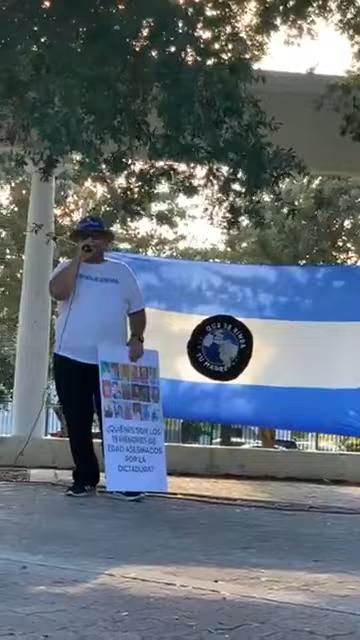 QUE SE RINDA
TU MADRE
¿QUIÉNES SON LOS
19 MENORES DE
EDAD ASESINADOS
POR LA
DICTADURA?